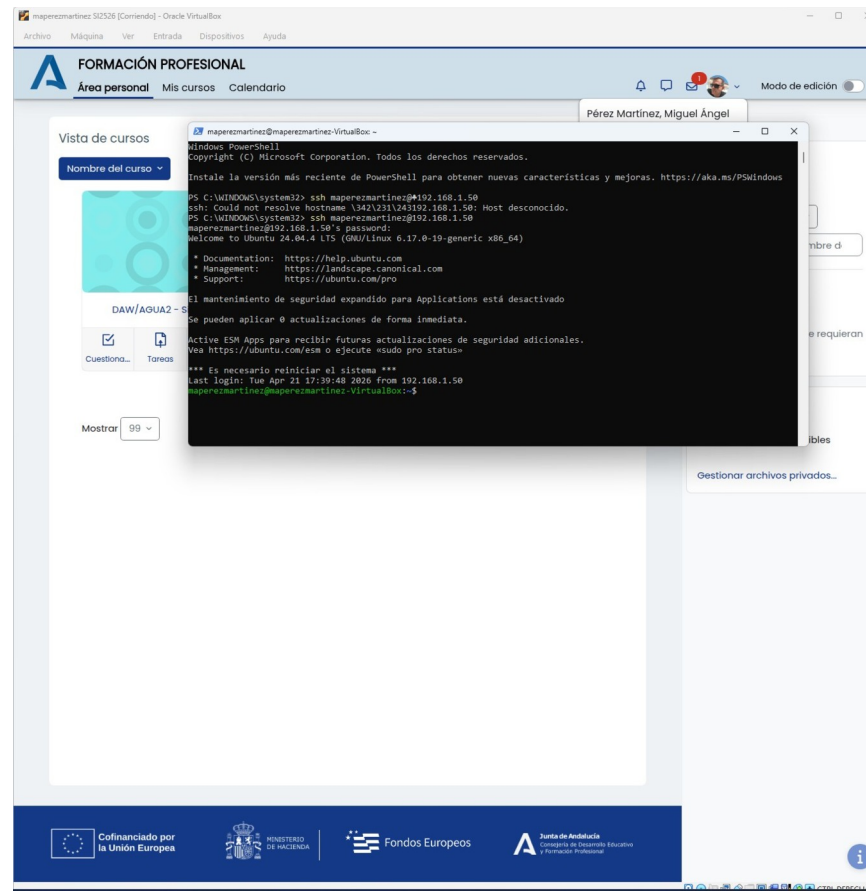 maperezmartinez SI2526 [Corriendo] - Oracle VirtualBox
Archivo Máquina Ver Entrada Dispositivos Ayuda
FORMACIÓN PROFESIONAL
Área personal Mis cursos Calendario
1
Modo de edición
Pérez Martínez, Miguel Ángel
Vista de cursos
Nombre del curso
maperezmartinez@maperezmartinez-VirtualBox: ~
Windows PowerShell
Copyright (C) Microsoft Corporation. Todos los derechos reservados.
Instale la versión más reciente de PowerShell para obtener nuevas características y mejoras. https://aka.ms/PSWindows
PS C:\WINDOWS\system32> ssh maperezmartinez@192.168.1.50
ssh: Could not resolve hostname \342\231\243192.168.1.50: Host desconocido.
PS C:\WINDOWS\system32> ssh maperezmartinez@192.168.1.50
maperezmartinez@192.168.1.50's password:
Welcome to Ubuntu 24.04.4 LTS (GNU/Linux 6.17.0-19-generic x86_64)
* Documentation: https://help.ubuntu.com
* Management: https://landscape.canonical.com
* Support: https://ubuntu.com/pro
El mantenimiento de seguridad expandido para Applications está desactivado
Se pueden aplicar 0 actualizaciones de forma inmediata.
Active ESM Apps para recibir futuras actualizaciones de seguridad adicionales.
Vea https://ubuntu.com/esm o ejecute «sudo pro status»
*** Es necesario reiniciar el sistema ***
Last login: Tue Apr 21 17:39:48 2026 from 192.168.1.50
maperezmartinez@maperezmartinez-VirtualBox:~$
DAW/AGUA2 - S
Cuestiona... Tareas
e requieran
Mostrar 99
ibles
Gestionar archivos privados...
Cofinanciado por
la Unión Europea
MINISTERIO
DE HACIENDA
Fondos Europeos
Junta de Andalucía
Consejería de Desarrollo Educativo
y Formación Profesional